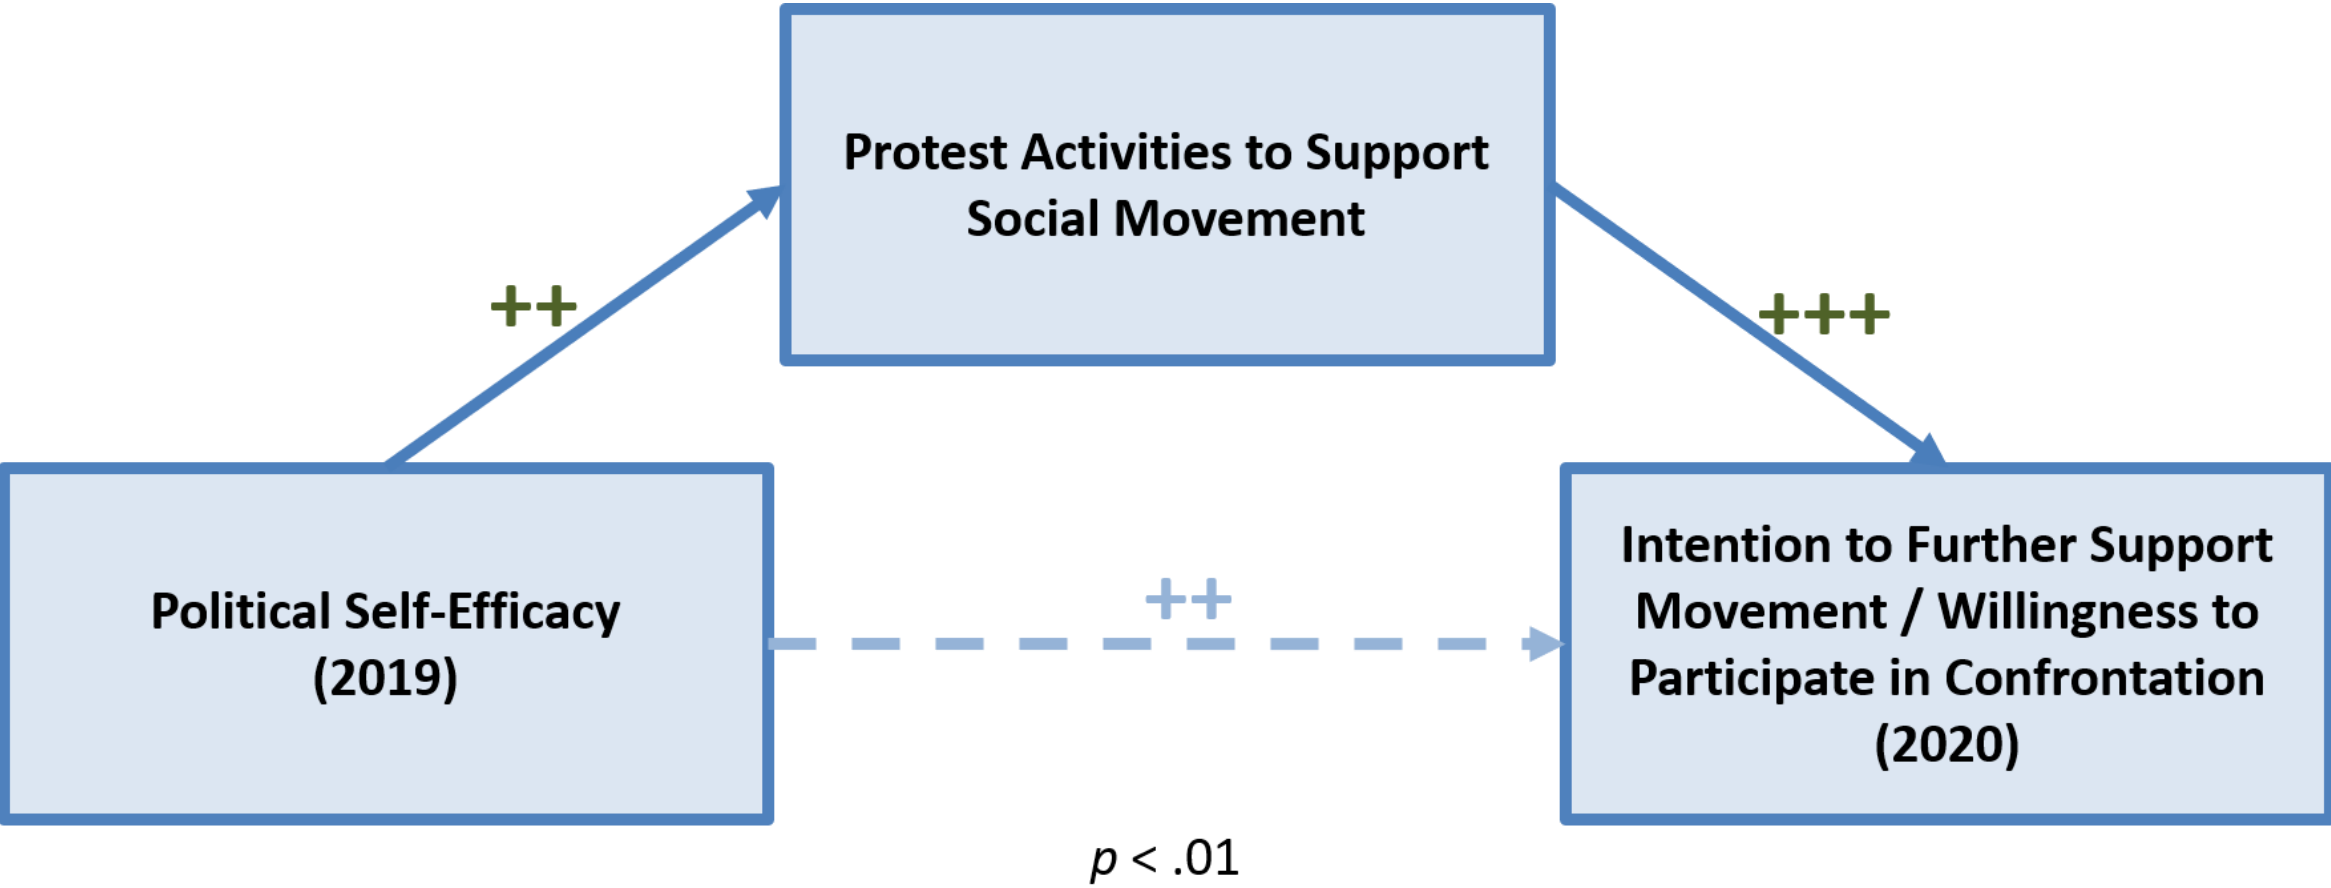 Protest Activities to Support
Social Movement
++
+++
Political Self-Efficacy
(2019)
++
Intention to Further Support
Movement / Willingness to
Participate in Confrontation
(2020)
p < .01